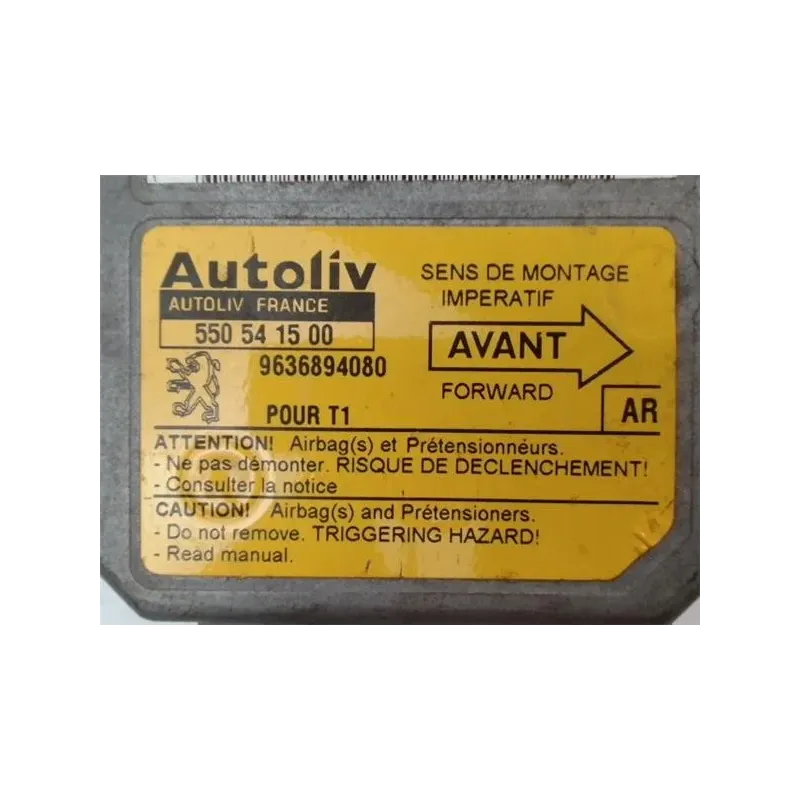 Autoliv
AUTOLIV FRANCE
550 54 15 00
9636894080
POUR T1
SENS DE MONTAGE
IMPERATIF
AVANT
FORWARD
AR
ATTENTION! Airbag(s) et Prétensionnéurs.
- Ne pas démonter. RISQUE DE DECLENCHEMENT!
- Consulter la notice
CAUTION! Airbag(s) and Prétensioners.
- Do not remove. TRIGGERING HAZARD!
- Read manual.